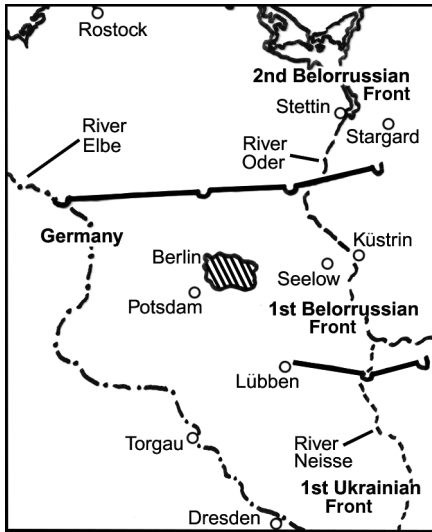 Rostock
2nd Belorrussian
Front
Stettin
Stargard
River
Elbe
River
Oder
Germany
Berlin
Küstrin
Seelow
Potsdam
1st Belorrussian
Front
Lübben
Torgau
River
Neisse
1st Ukrainian
Front
Dresden